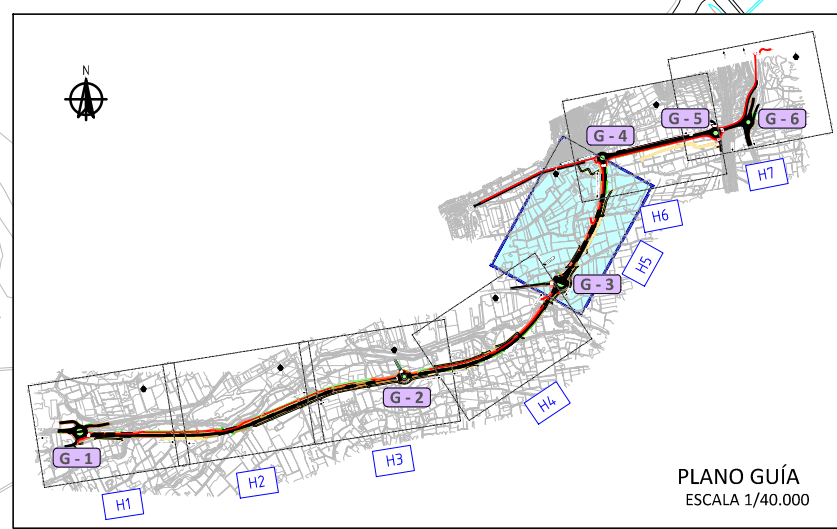 N
G - 4
G - 5
G - 6
H7
H6
H5
G - 3
G - 2
H4
G - 1
H3
H2
H1
PLANO GUÍA
ESCALA 1/40.000